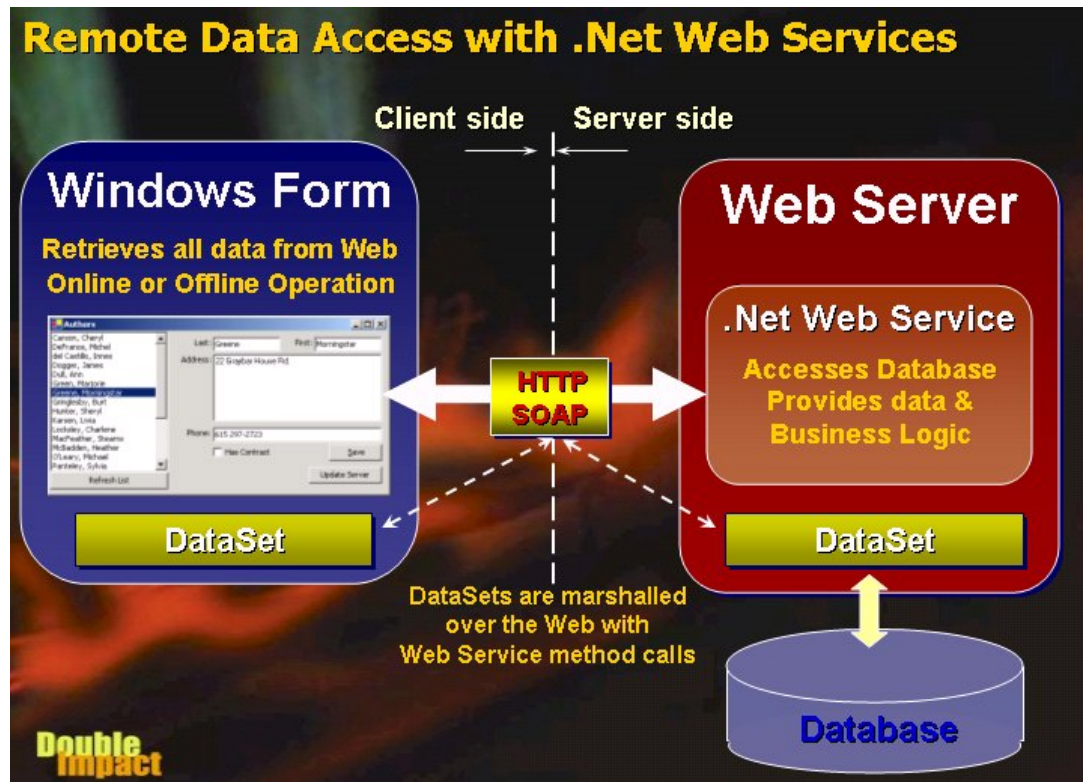 Remote Data Access with .Net Web Services
Client side
Server side
Windows Form
Retrieves all data from Web
Online or Offline Operation
Authors
Carson, Cheryl
DeFrance, Michel
del Castillo, Innes
Dogger, James
Dull, Ann
Green, Marjorie
Greene, Morningstar
Gringlesby, Burt
Hunter, Sheryl
Karsen, Livia
Locksley, Charlene
MacFeather, Stearns
McBadden, Heather
O'Leary, Michael
Panteley, Sylvia
Refresh List
Last: Greene
First: Morningstar
Address: 22 Graybar House Rd.
Phone: 615 297-2723
Has Contract
Save
Update Server
DataSet
HTTP
SOAP
DataSets are marshalled
over the Web with
Web Service method calls
Web Server
.Net Web Service
Accesses Database
Provides data &
Business Logic
DataSet
Database
Double
Impact